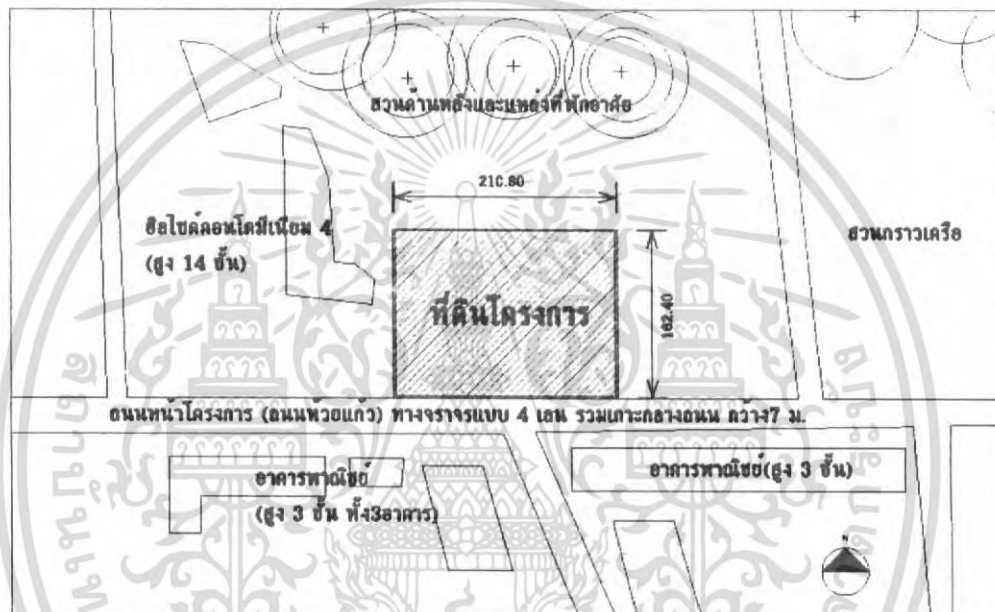 สวนด้านหลังและแหล่งที่พักอาศัย
210.80
ฮิลไซด์คอนโดมิเนียม 4
(สูง 14 ชั้น)
สวนกราวเครือ
ที่ดินโครงการ
162.40
ถนนหน้าโครงการ (ถนนห้วยแก้ว) ทางจราจรแบบ 4 เลน รวมเกาะกลางถนน กว้าง7 ม.
อาคารพาณิชย์
(สูง 3 ชั้น ทั้ง3อาคาร)
อาคารพาณิชย์(สูง 3 ชั้น)
N